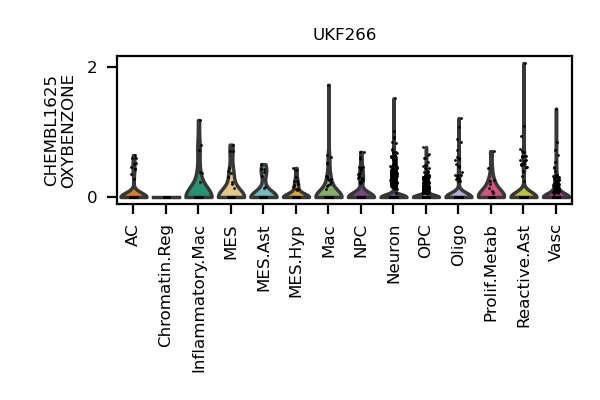 UKF266
CHEMBL1625
OXYBENZONE
2
0
AC
Chromatin.Reg
Inflammatory.Mac
MES
MES.Ast
MES.Hyp
Mac
NPC
Neuron
OPC
Oligo
Prolif.Metab
Reactive.Ast
Vasc